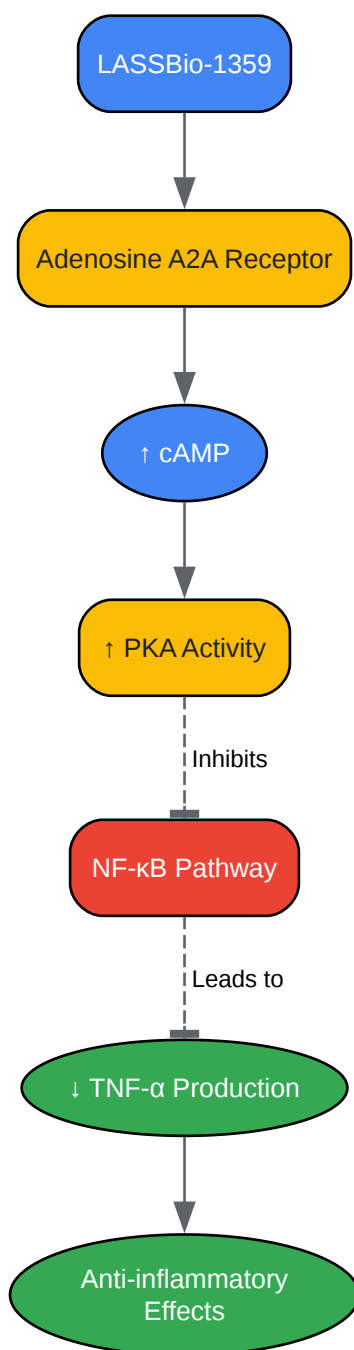 LASSBio-1359
Adenosine A2A Receptor
↑ cAMP
↑ PKA Activity
Inhibits
NF-κB Pathway
Leads to
↓ TNF-α Production
Anti-inflammatory
Effects